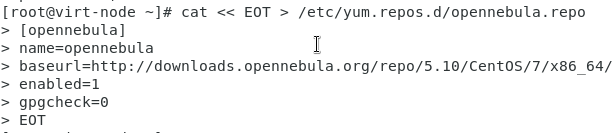 [root@virt-node ~]# cat << EOT > /etc/yum.repos.d/opennebula.repo
> [opennebula]
> name=opennebula
> baseurl=http://downloads.opennebula.org/repo/5.10/CentOS/7/x86_64/
> enabled=1
> gpgcheck=0
> EOT